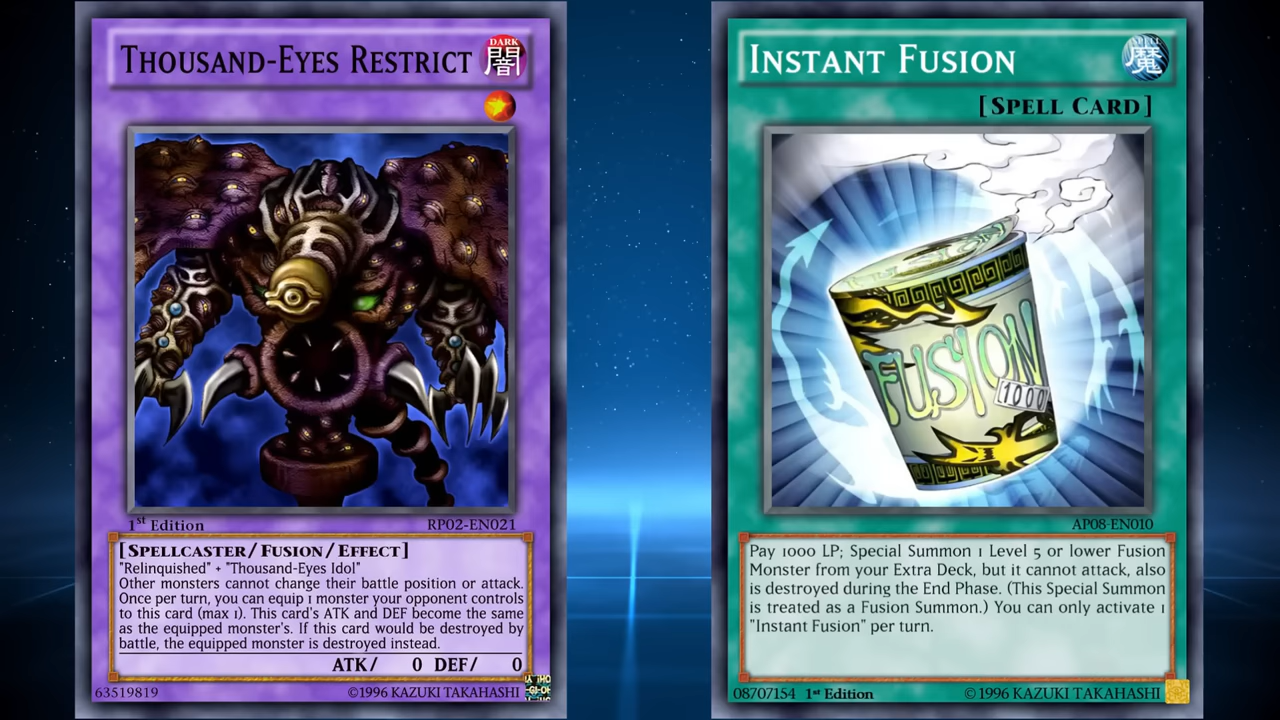 THOUSAND-EYES RESTRICT
DARK
闇
1st Edition
RP02-EN021
[SPELLCASTER/FUSION/EFFECT]
"Relinquished" + "Thousand-Eyes Idol"
Other monsters cannot change their battle position or attack.
Once per turn, you can equip 1 monster your opponent controls
to this card (max 1). This card's ATK and DEF become the same
as the equipped monster's. If this card would be destroyed by
battle, the equipped monster is destroyed instead.
ATK/ 0 DEF/ 0
63519819
©1996 KAZUKI TAKAHASHI
INSTANT FUSION
SPELL
魔
[SPELL CARD]
FUSION
1000
AP08-EN010
Pay 1000 LP; Special Summon 1 Level 5 or lower Fusion
Monster from your Extra Deck, but it cannot attack, also
is destroyed during the End Phase. (This Special Summon
is treated as a Fusion Summon.) You can only activate 1
"Instant Fusion" per turn.
08707154 1st Edition
©1996 KAZUKI TAKAHASHI